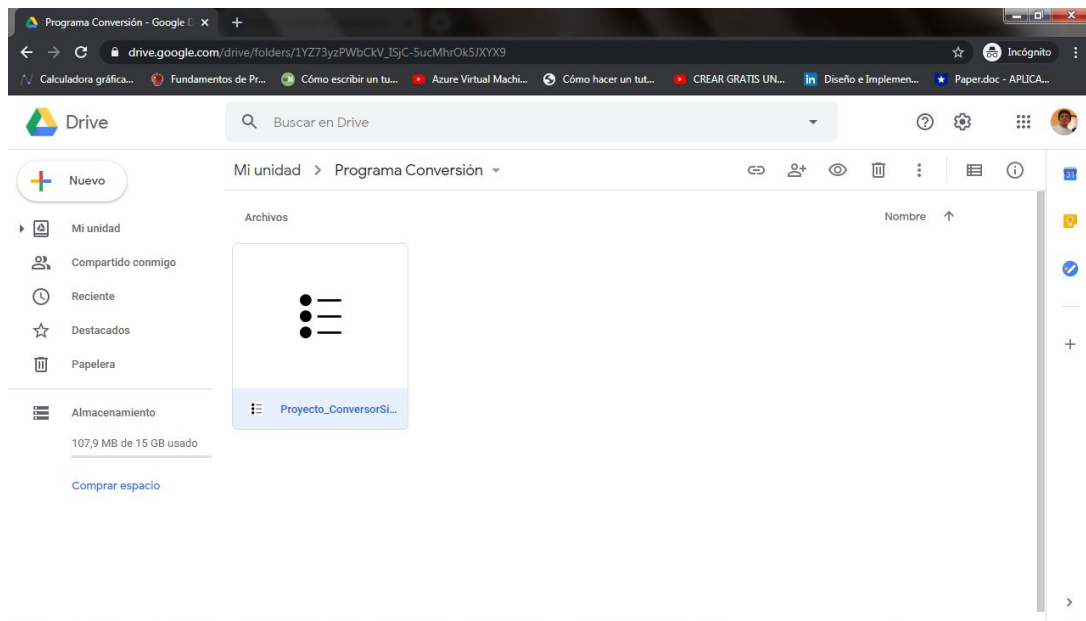 Programa Conversión - Google D
drive.google.com/drive/folders/1YZ73yzPWbCkV_ISjC-5ucMhrOk5JXYX9
Incógnito
Calculadora gráfica... Fundamentos de Pr... Cómo escribir un tu... Azure Virtual Machi... Cómo hacer un tut... CREAR GRATIS UN... Diseño e Implemen... Paper.doc - APLICA...
Drive
Buscar en Drive
Nuevo
Mi unidad > Programa Conversión
Mi unidad
Compartido conmigo
Reciente
Destacados
Papelera
Almacenamiento
107,9 MB de 15 GB usado
Comprar espacio
Archivos
Nombre
Proyecto_ConversorSi...
31